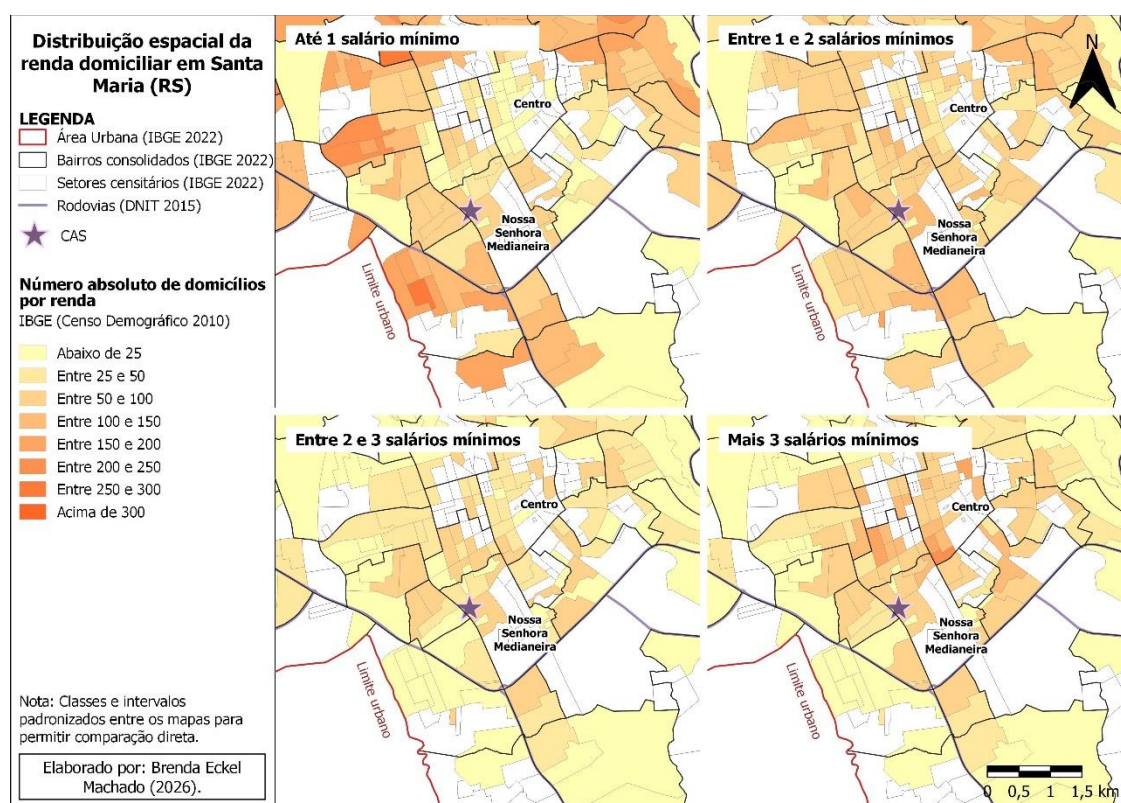 Distribuição espacial da
renda domiciliar em Santa
Maria (RS)
LEGENDA
Área Urbana (IBGE 2022)
Bairros consolidados (IBGE 2022)
Setores censitários (IBGE 2022)
Rodovias (DNIT 2015)
CAS
Número absoluto de domicílios
por renda
IBGE (Censo Demográfico 2010)
Abaixo de 25
Entre 25 e 50
Entre 50 e 100
Entre 100 e 150
Entre 150 e 200
Entre 200 e 250
Entre 250 e 300
Acima de 300
Nota: Classes e intervalos
padronizados entre os mapas para
permitir comparação direta.
Elaborado por: Brenda Eckel
Machado (2026).
Até 1 salário mínimo
Centro
Nossa
Senhora
Medianeira
Limite urbano
Entre 1 e 2 salários mínimos
N
Centro
Nossa
Senhora
Medianeira
Limite urbano
Entre 2 e 3 salários mínimos
Centro
Nossa
Senhora
Medianeira
Limite urbano
Mais 3 salários mínimos
Centro
Nossa
Senhora
Medianeira
Limite urbano
0 0,5 1 1,5 km